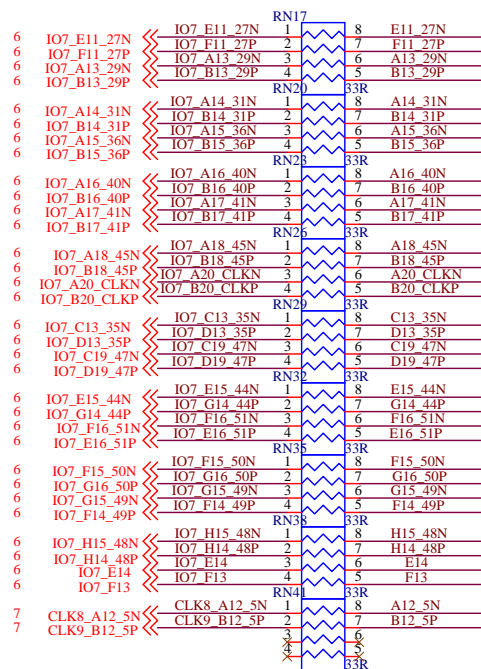 RN17
6 IO7_E11_27N IO7_E11_27N 1 8 E11_27N
6 IO7_F11_27P IO7_F11_27P 2 7 F11_27P
6 IO7_A13_29N IO7_A13_29N 3 6 A13_29N
6 IO7_B13_29P IO7_B13_29P 4 5 B13_29P
RN20 33R
6 IO7_A14_31N IO7_A14_31N 1 8 A14_31N
6 IO7_B14_31P IO7_B14_31P 2 7 B14_31P
6 IO7_A15_36N IO7_A15_36N 3 6 A15_36N
6 IO7_B15_36P IO7_B15_36P 4 5 B15_36P
RN23 33R
6 IO7_A16_40N IO7_A16_40N 1 8 A16_40N
6 IO7_B16_40P IO7_B16_40P 2 7 B16_40P
6 IO7_A17_41N IO7_A17_41N 3 6 A17_41N
6 IO7_B17_41P IO7_B17_41P 4 5 B17_41P
RN26 33R
6 IO7_A18_45N IO7_A18_45N 1 8 A18_45N
6 IO7_B18_45P IO7_B18_45P 2 7 B18_45P
6 IO7_A20_CLKN IO7_A20_CLKN 3 6 A20_CLKN
6 IO7_B20_CLKP IO7_B20_CLKP 4 5 B20_CLKP
RN29 33R
6 IO7_C13_35N IO7_C13_35N 1 8 C13_35N
6 IO7_D13_35P IO7_D13_35P 2 7 D13_35P
6 IO7_C19_47N IO7_C19_47N 3 6 C19_47N
6 IO7_D19_47P IO7_D19_47P 4 5 D19_47P
RN32 33R
6 IO7_E15_44N IO7_E15_44N 1 8 E15_44N
6 IO7_G14_44P IO7_G14_44P 2 7 G14_44P
6 IO7_F16_51N IO7_F16_51N 3 6 F16_51N
6 IO7_E16_51P IO7_E16_51P 4 5 E16_51P
RN35 33R
6 IO7_F15_50N IO7_F15_50N 1 8 F15_50N
6 IO7_G16_50P IO7_G16_50P 2 7 G16_50P
6 IO7_G15_49N IO7_G15_49N 3 6 G15_49N
6 IO7_F14_49P IO7_F14_49P 4 5 F14_49P
RN38 33R
6 IO7_H15_48N IO7_H15_48N 1 8 H15_48N
6 IO7_H14_48P IO7_H14_48P 2 7 H14_48P
6 IO7_E14 IO7_E14 3 6 E14
6 IO7_F13 IO7_F13 4 5 F13
RN41 33R
7 CLK8_A12_5N CLK8_A12_5N 1 8 A12_5N
7 CLK9_B12_5P CLK9_B12_5P 2 7 B12_5P
3 6
4 5
33R